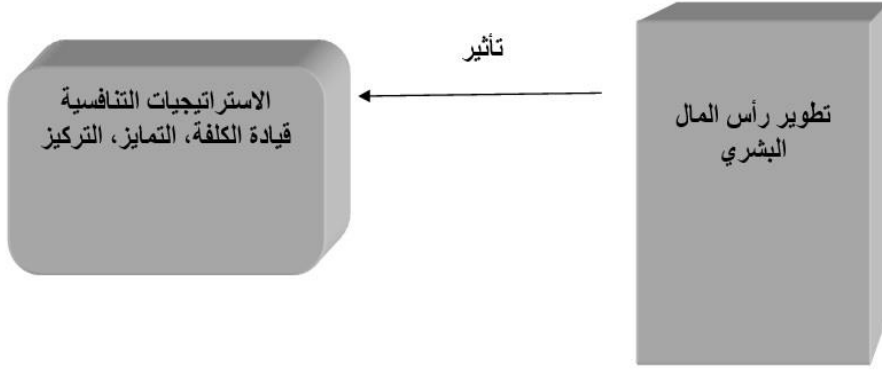 تأثير
تطوير رأس المال
البشري
الاستراتيجيات التنافسية
قيادة الكلفة، التمايز، التركيز